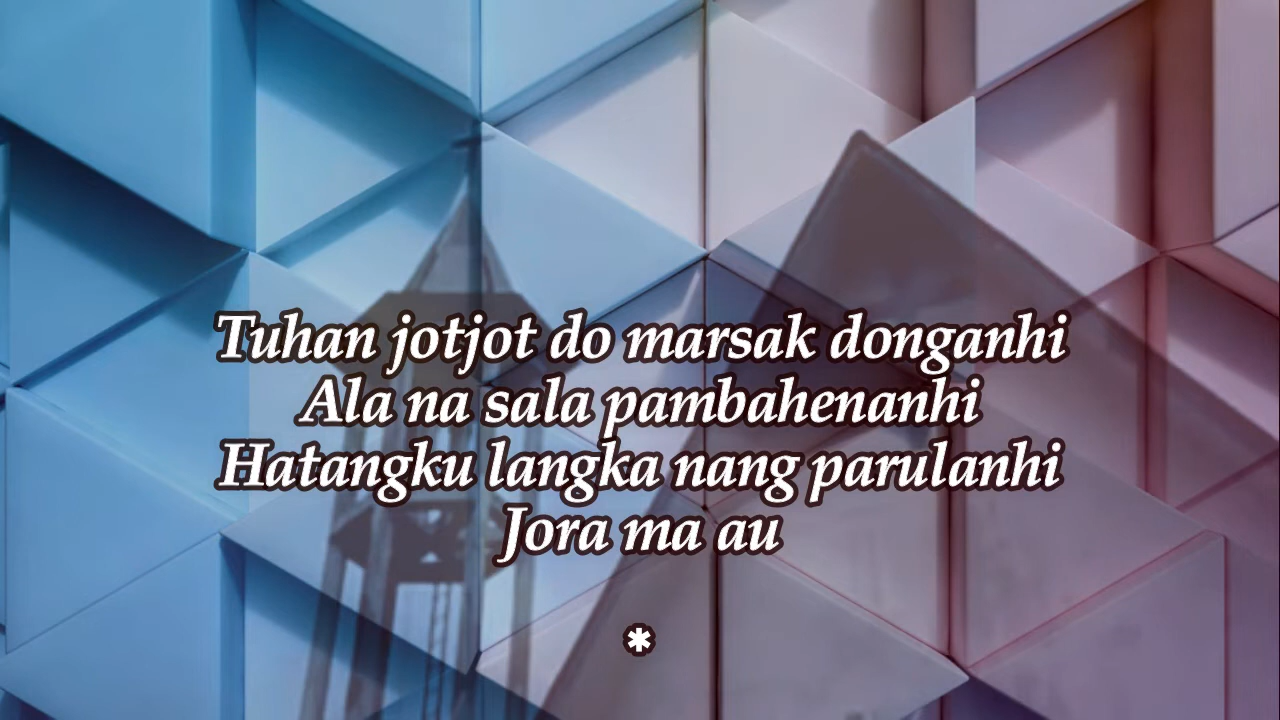 Tuhan jotjot do marsak donganhi
Ala na sala pambahenanhi
Hatangku langka nang parulanhi
Jora ma au
*